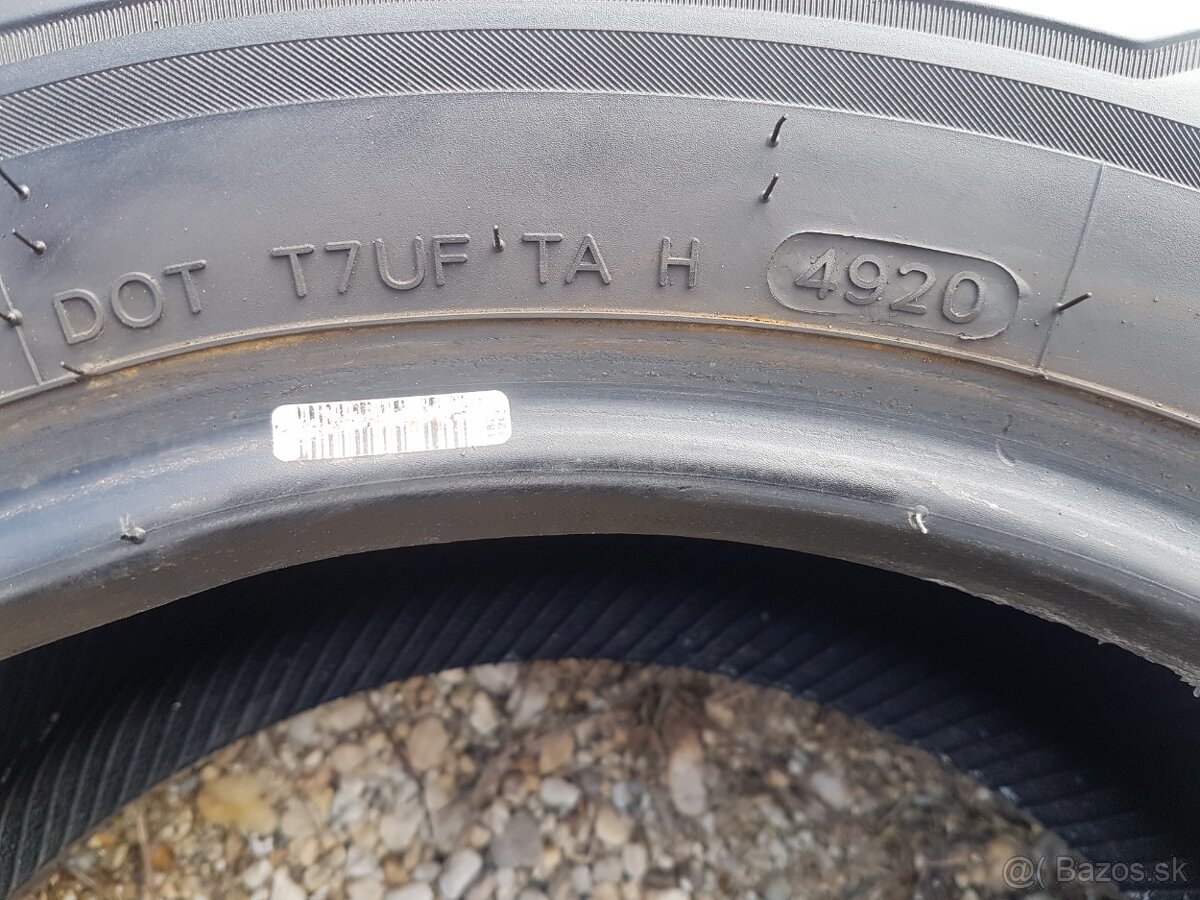 DOT T7UF TA H 4920
@( Bazos.sk